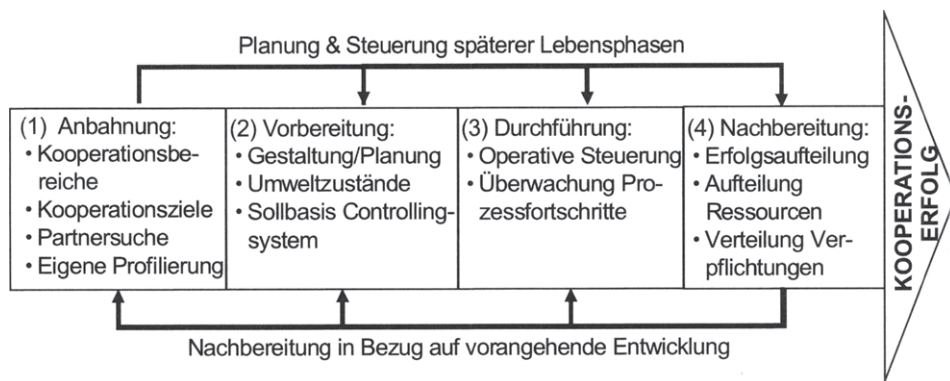 Planung & Steuerung späterer Lebensphasen
(1) Anbahnung:
• Kooperationsbe-
reiche
• Kooperationsziele
• Partnersuche
• Eigene Profilierung
(2) Vorbereitung:
• Gestaltung/Planung
• Umweltzustände
• Sollbasis Controlling-
system
(3) Durchführung:
• Operative Steuerung
• Überwachung Pro-
zessfortschritte
(4) Nachbereitung:
• Erfolgsaufteilung
• Aufteilung
Ressourcen
• Verteilung Ver-
pflichtungen
KOOPERATIONS-
ERFOLG
Nachbereitung in Bezug auf vorangehende Entwicklung